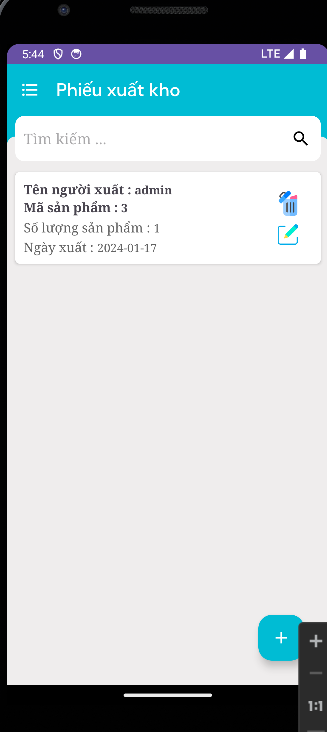 5:44 LTE
Phiếu xuất kho
Tìm kiếm ...
Tên người xuất : admin
Mã sản phẩm : 3
Số lượng sản phẩm : 1
Ngày xuất : 2024-01-17
1:1